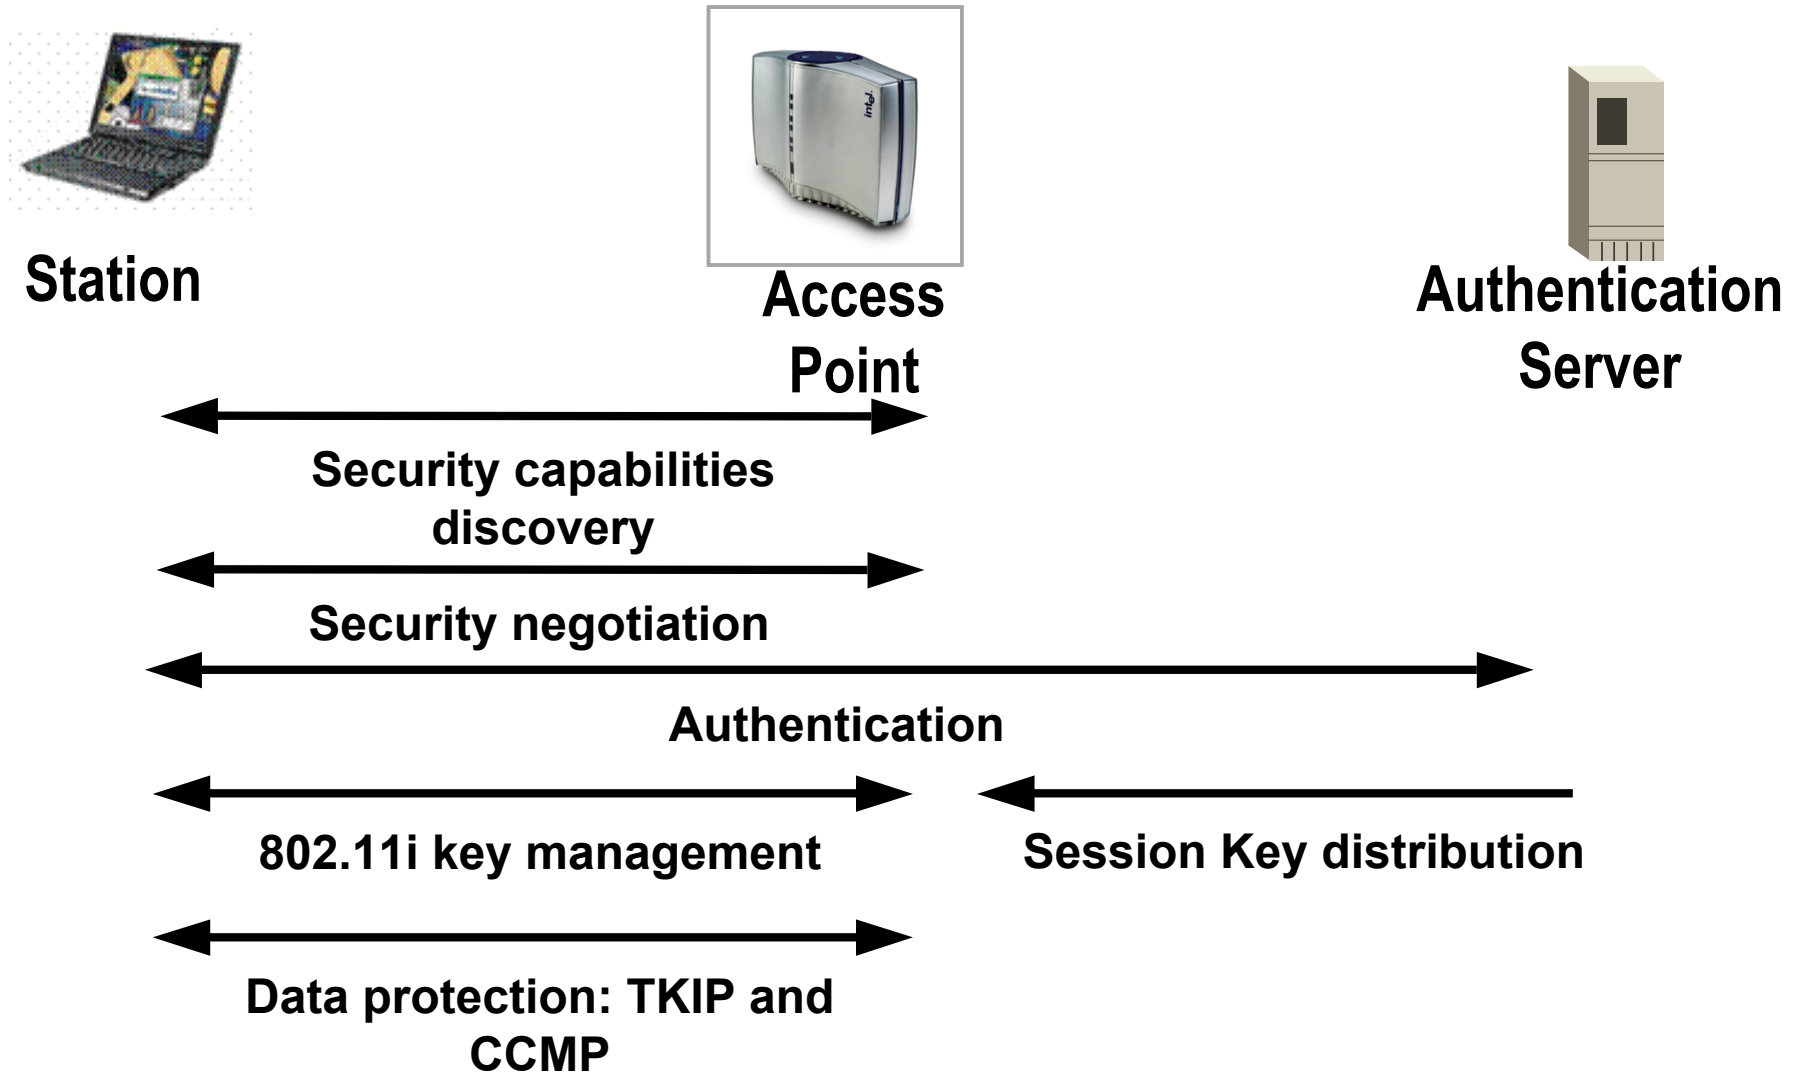 intel.
Station
Access
Point
Authentication
Server
Security capabilities
discovery
Security negotiation
Authentication
802.11i key management
Session Key distribution
Data protection: TKIP and
CCMP